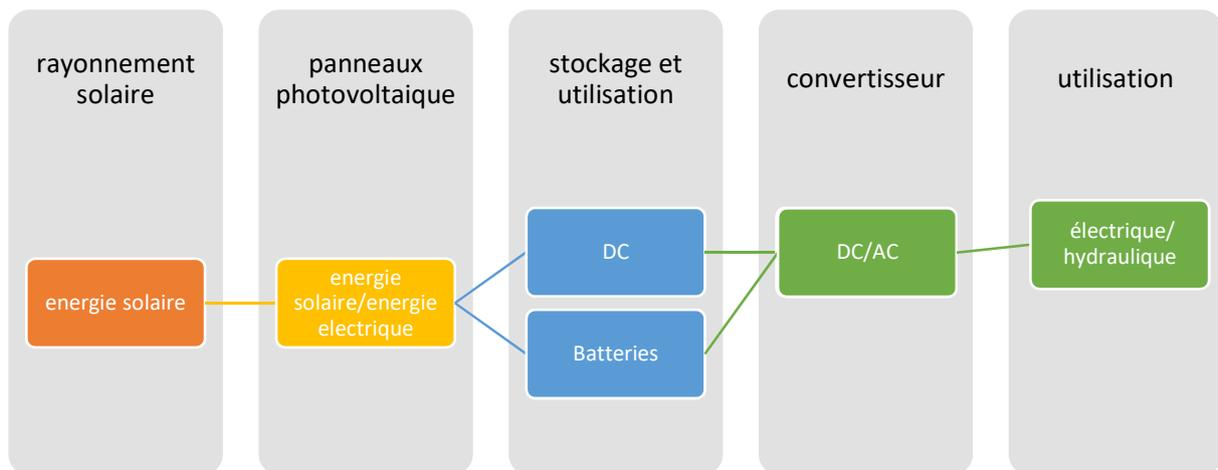 rayonnement
solaire
panneaux
photovoltaique
stockage et
utilisation
convertisseur
utilisation
energie solaire
energie
solaire/energie
electrique
DC
Batteries
DC/AC
électrique/
hydraulique